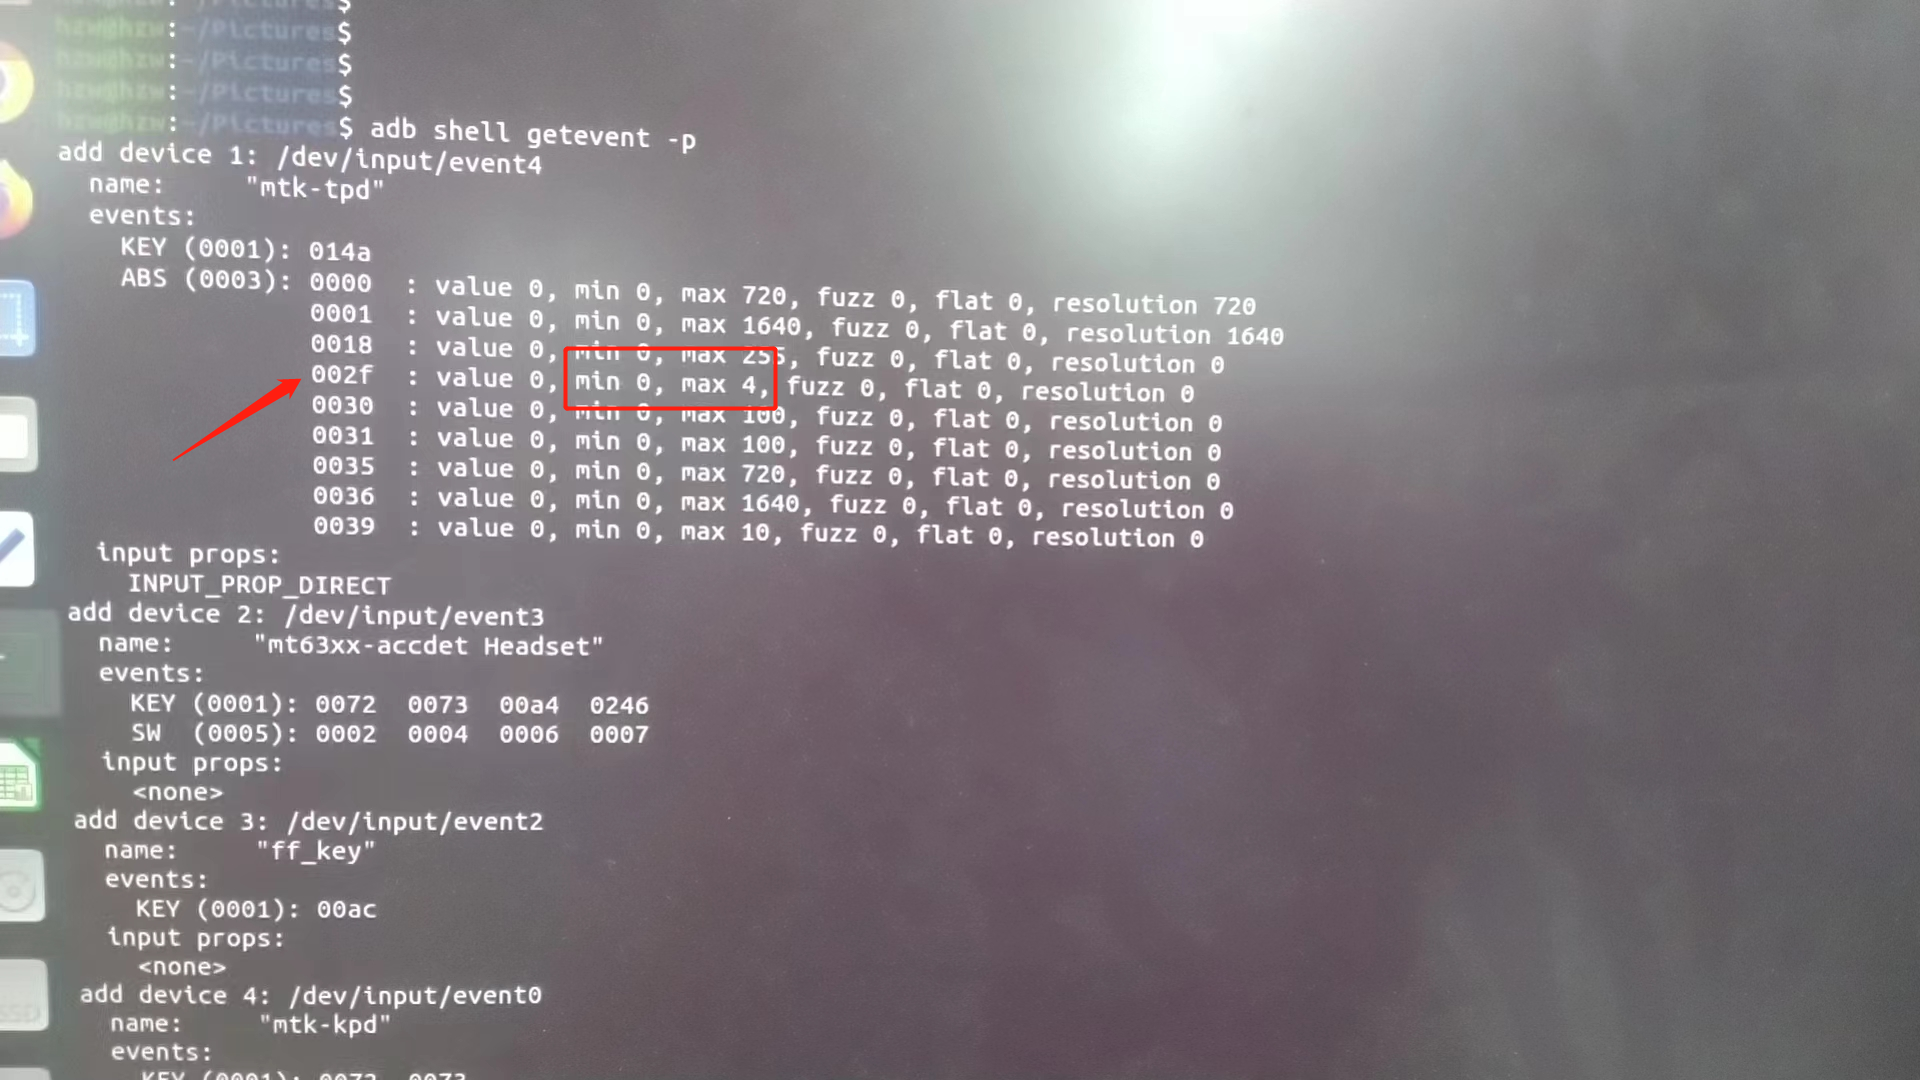 hzw@hzw:~/Pictures$
hzw@hzw:~/Pictures$
hzw@hzw:~/Pictures$
hzw@hzw:~/Pictures$
hzw@hzw:~/Pictures$ adb shell getevent -p
add device 1: /dev/input/event4
name: "mtk-tpd"
events:
KEY (0001): 014a
ABS (0003): 0000 : value 0, min 0, max 720, fuzz 0, flat 0, resolution 720
0001 : value 0, min 0, max 1640, fuzz 0, flat 0, resolution 1640
0018 : value 0, min 0, max 255, fuzz 0, flat 0, resolution 0
002f : value 0, min 0, max 4, fuzz 0, flat 0, resolution 0
0030 : value 0, min 0, max 100, fuzz 0, flat 0, resolution 0
0031 : value 0, min 0, max 100, fuzz 0, flat 0, resolution 0
0035 : value 0, min 0, max 720, fuzz 0, flat 0, resolution 0
0036 : value 0, min 0, max 1640, fuzz 0, flat 0, resolution 0
0039 : value 0, min 0, max 10, fuzz 0, flat 0, resolution 0
input props:
INPUT_PROP_DIRECT
add device 2: /dev/input/event3
name: "mt63xx-accdet Headset"
events:
KEY (0001): 0072 0073 00a4 0246
SW (0005): 0002 0004 0006 0007
input props:
<none>
add device 3: /dev/input/event2
name: "ff_key"
events:
KEY (0001): 00ac
input props:
<none>
add device 4: /dev/input/event0
name: "mtk-kpd"
events:
KEY (0001): 0072 0073